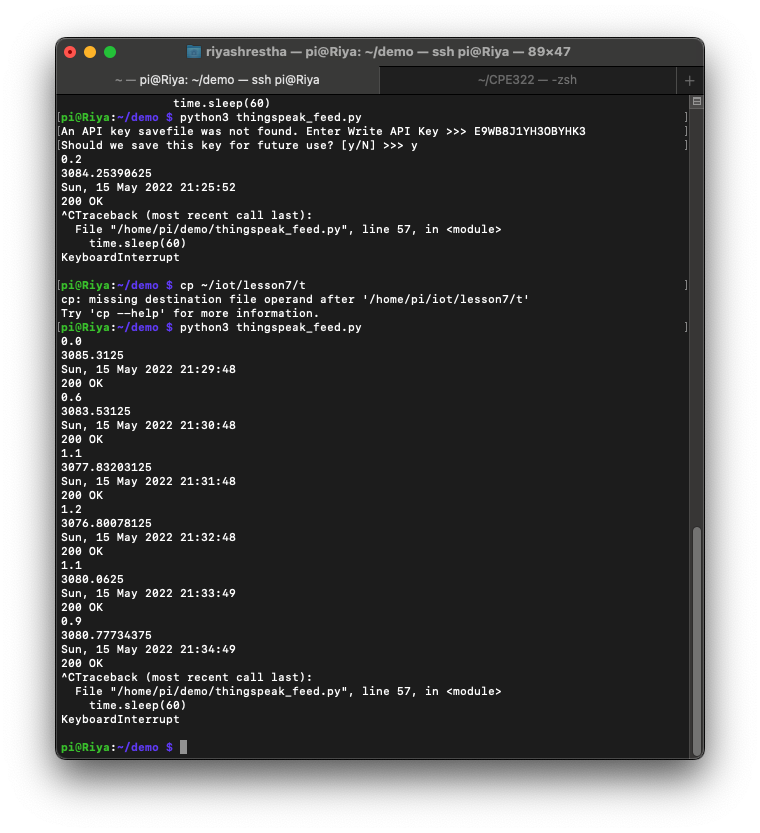 riyashrestha — pi@Riya: ~/demo — ssh pi@Riya — 89×47
~ — pi@Riya: ~/demo — ssh pi@Riya
~/CPE322 — -zsh
+
time.sleep(60)
[pi@Riya:~/demo $ python3 thingspeak_feed.py ]
[An API key savefile was not found. Enter Write API Key >>> E9WB8J1YH3OBYHK3 ]
[Should we save this key for future use? [y/N] >>> y ]
0.2
3084.25390625
Sun, 15 May 2022 21:25:52
200 OK
^CTraceback (most recent call last):
  File "/home/pi/demo/thingspeak_feed.py", line 57, in <module>
    time.sleep(60)
KeyboardInterrupt
[pi@Riya:~/demo $ cp ~/iot/lesson7/t ]
cp: missing destination file operand after '/home/pi/iot/lesson7/t'
Try 'cp --help' for more information.
[pi@Riya:~/demo $ python3 thingspeak_feed.py ]
0.0
3085.3125
Sun, 15 May 2022 21:29:48
200 OK
0.6
3083.53125
Sun, 15 May 2022 21:30:48
200 OK
1.1
3077.83203125
Sun, 15 May 2022 21:31:48
200 OK
1.2
3076.80078125
Sun, 15 May 2022 21:32:48
200 OK
1.1
3080.0625
Sun, 15 May 2022 21:33:49
200 OK
0.9
3080.77734375
Sun, 15 May 2022 21:34:49
200 OK
^CTraceback (most recent call last):
  File "/home/pi/demo/thingspeak_feed.py", line 57, in <module>
    time.sleep(60)
KeyboardInterrupt
pi@Riya:~/demo $